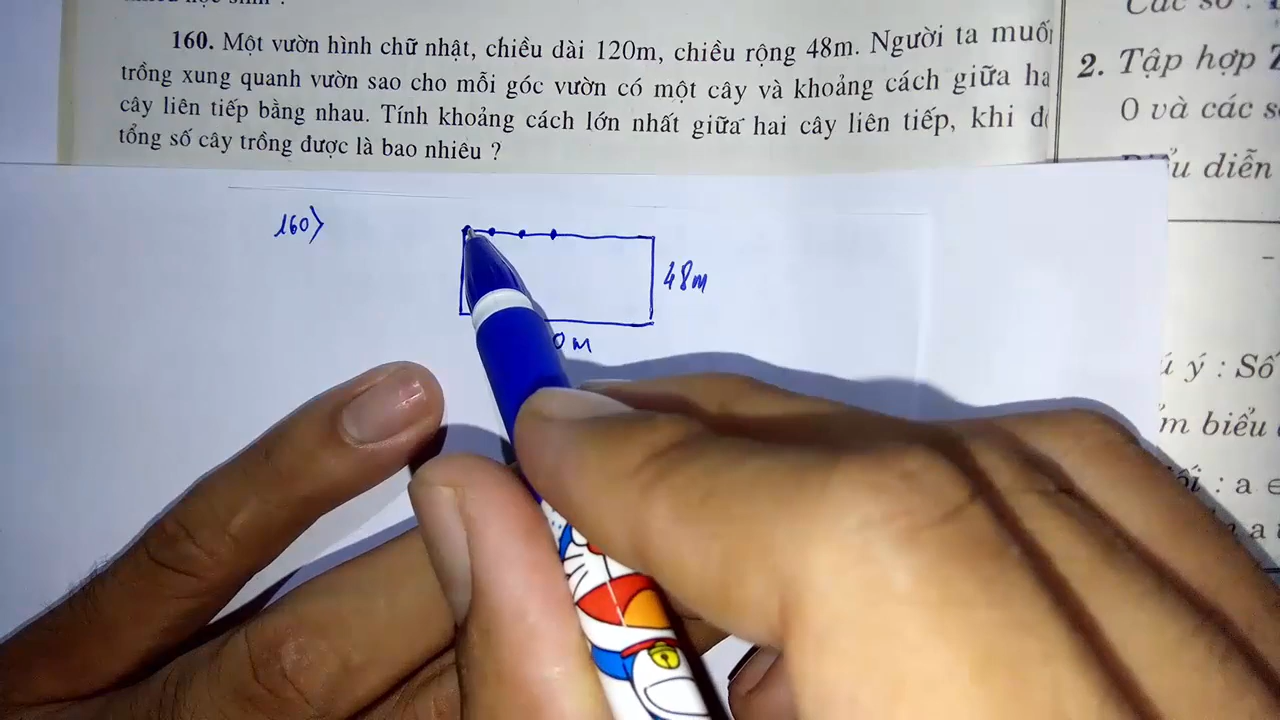 160. Một vườn hình chữ nhật, chiều dài 120m, chiều rộng 48m. Người ta
trồng xung quanh vườn sao cho mỗi góc vườn có một cây và khoảng cách giữa
cây liên tiếp bằng nhau. Tính khoảng cách lớn nhất giữa hai cây liên tiếp, khi
tổng số cây trồng được là bao nhiêu ?
Các số :
2. Tập hợp
0 và các
diễn
ý : Số
biểu
: a
a
160)
48m
0 m